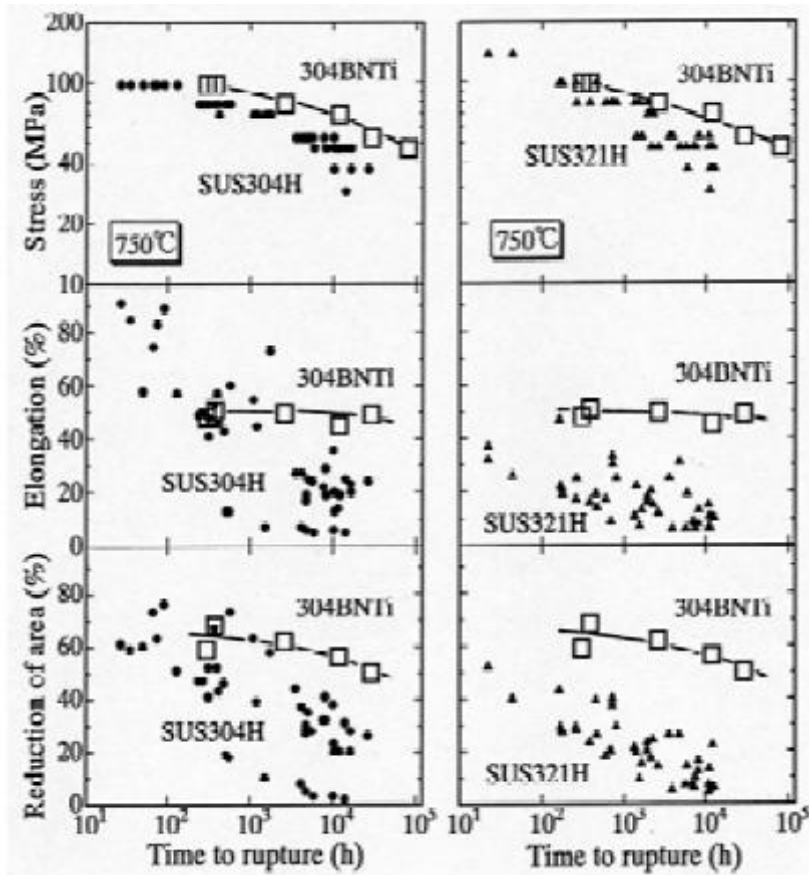 200
100
Stress (MPa)
40
20
10
304BNTi
SUS304H
750℃
304BNTi
SUS321H
750℃
Elongation (%)
80
60
40
20
0
304BNTi
SUS304H
304BNTi
SUS321H
Reduction of area (%)
80
60
40
20
0
304BNTi
SUS304H
304BNTi
SUS321H
10¹ 10² 10³ 10⁴ 10⁵
10¹ 10² 10³ 10⁴ 10⁵
Time to rupture (h)
Time to rupture (h)